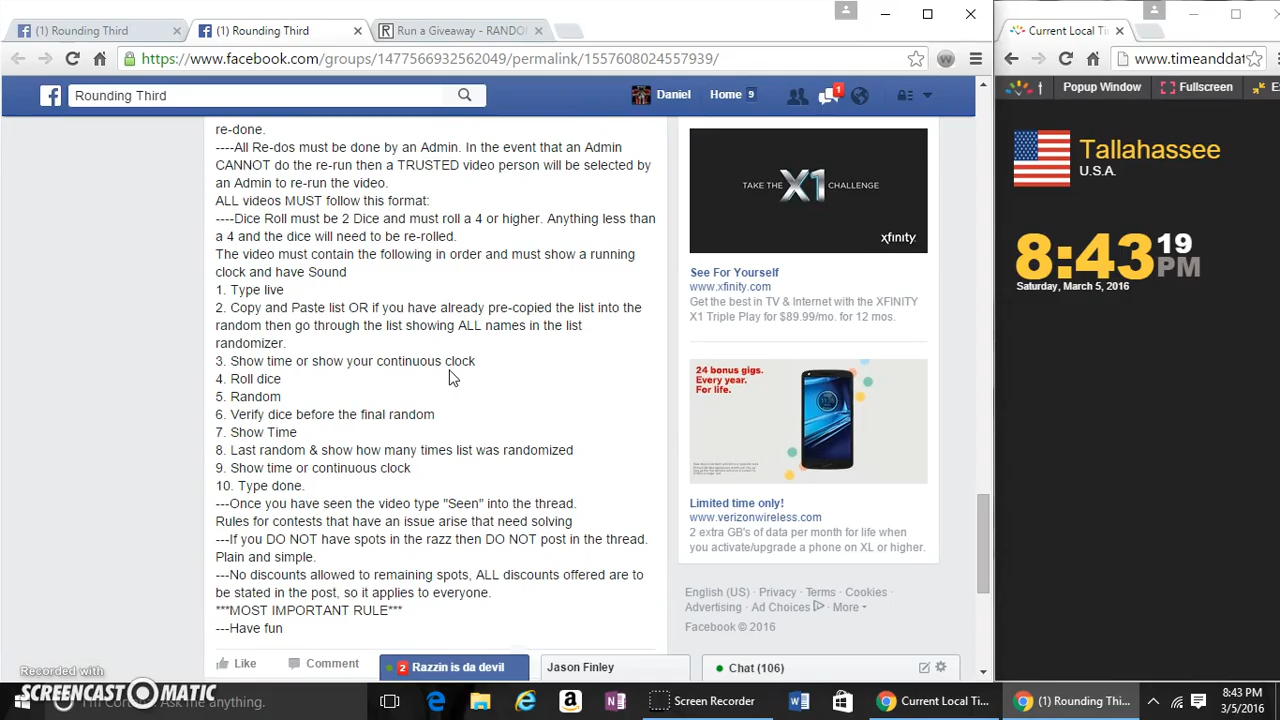 (1) Rounding Third
(1) Rounding Third
Run a Giveaway - RANDO
Current Local Ti
https://www.facebook.com/groups/1477566932562049/permalink/1557608024557939/
www.timeanddat
Rounding Third
Daniel
Home 9
1
Popup Window
Fullscreen
re-done.
----All Re-dos must be done by an Admin. In the event that an Admin
CANNOT do the re-run then a TRUSTED video person will be selected by
an Admin to re-run the video.
ALL videos MUST follow this format:
----Dice Roll must be 2 Dice and must roll a 4 or higher. Anything less than
a 4 and the dice will need to be re-rolled.
The video must contain the following in order and must show a running
clock and have Sound
1. Type live
2. Copy and Paste list OR if you have already pre-copied the list into the
random then go through the list showing ALL names in the list
randomizer.
3. Show time or show your continuous clock
4. Roll dice
5. Random
6. Verify dice before the final random
7. Show Time
8. Last random & show how many times list was randomized
9. Show time or continuous clock
10. Type done.
---Once you have seen the video type "Seen" into the thread.
Rules for contests that have an issue arise that need solving
---If you DO NOT have spots in the razz then DO NOT post in the thread.
Plain and simple.
---No discounts allowed to remaining spots, ALL discounts offered are to
be stated in the post, so it applies to everyone.
***MOST IMPORTANT RULE***
---Have fun
Like
Comment
TAKE THE X1 CHALLENGE
xfinity
See For Yourself
www.xfinity.com
Get the best in TV & Internet with the XFINITY
X1 Triple Play for $89.99/mo. for 12 mos.
24 bonus gigs.
Every year.
For life.
Limited time only!
www.verizonwireless.com
2 extra GB's of data per month for life when
you activate/upgrade a phone on XL or higher.
English (US) · Privacy · Terms · Cookies ·
Advertising · Ad Choices · More
Facebook © 2016
Tallahassee
U.S.A.
8:43 19 PM
Saturday, March 5, 2016
2 Razzin is da devil
Jason Finley
Chat (106)
Recorded with
SCREENCAST MATIC
Ask me anything.
Screen Recorder
Current Local Ti...
(1) Rounding Thi...
8:43 PM
3/5/2016